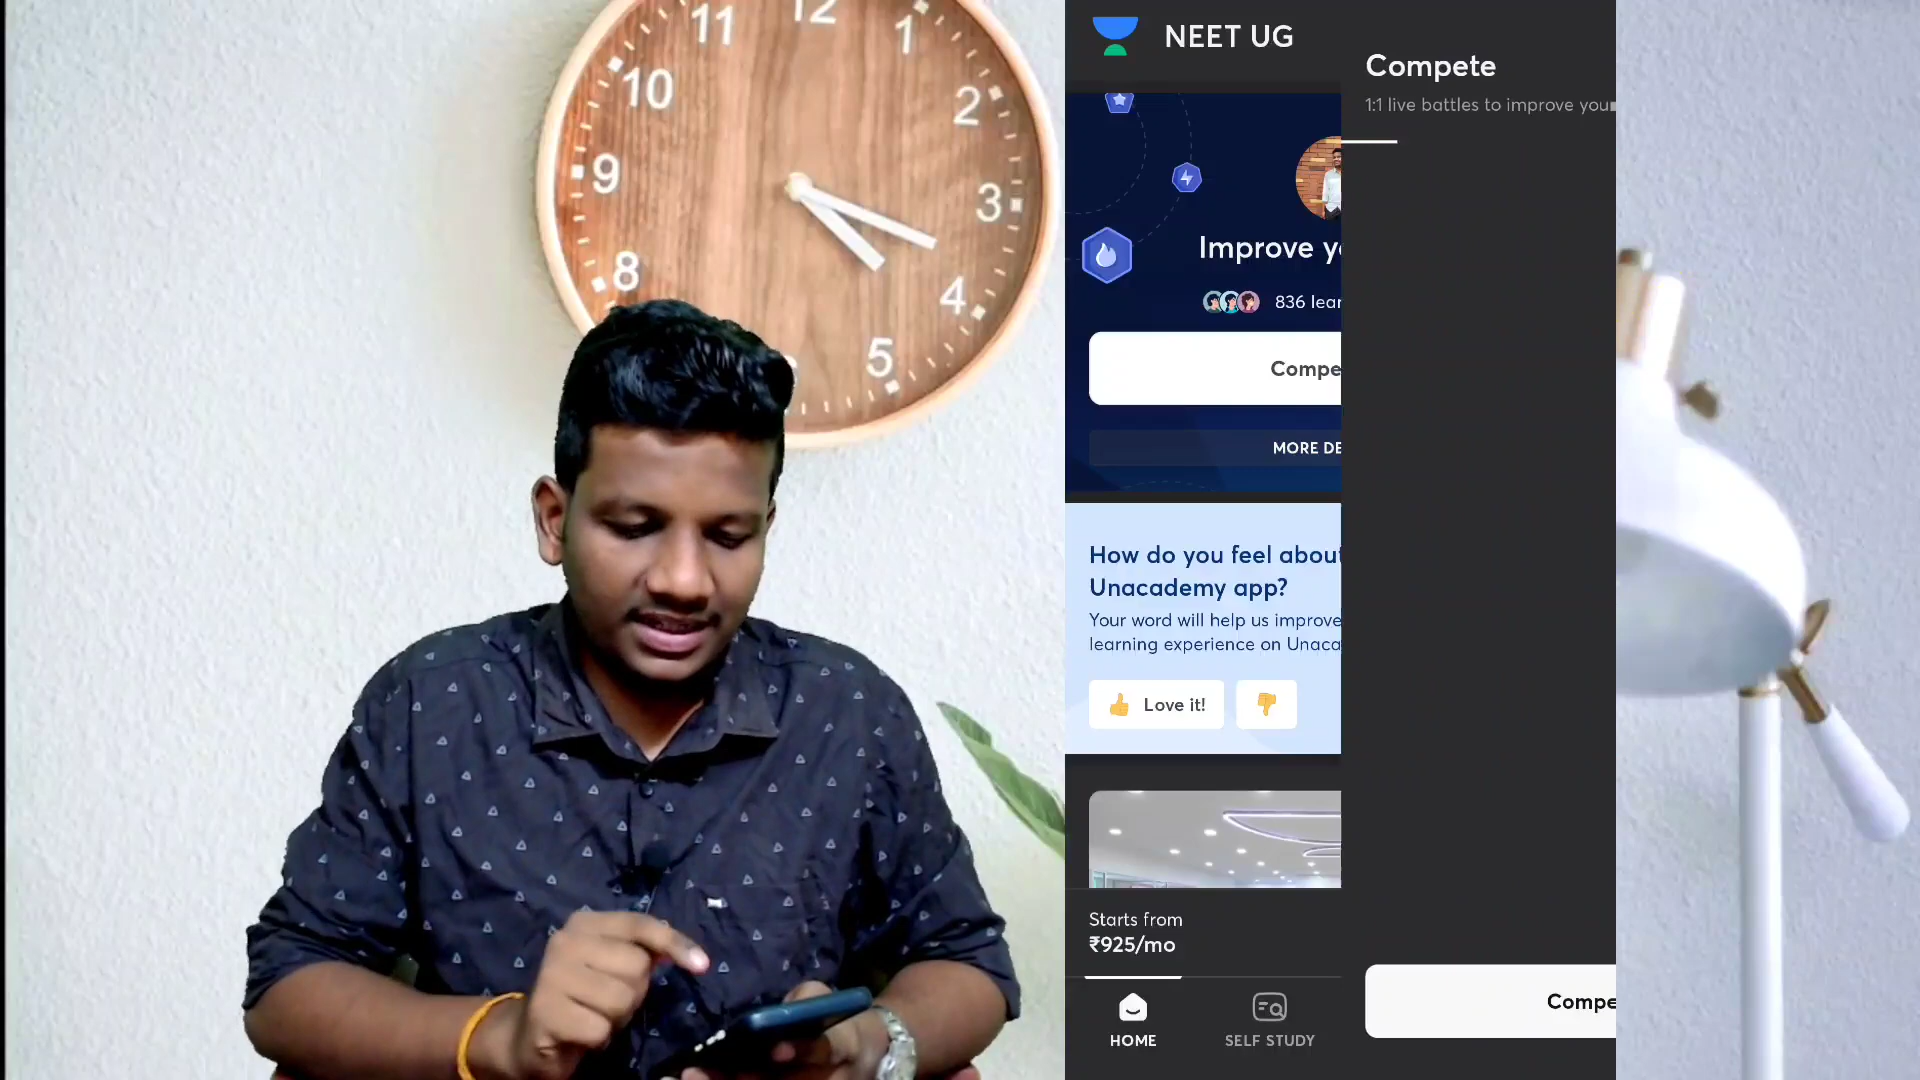 11
12
1
10
2
9
3
8
4
5
NEET UG
Compete
1:1 live battles to improve you
Improve y
836 lear
Compe
MORE DE
How do you feel about
Unacademy app?
Your word will help us improve
learning experience on Unaca
Love it!
Starts from
₹925/mo
Compe
HOME
SELF STUDY